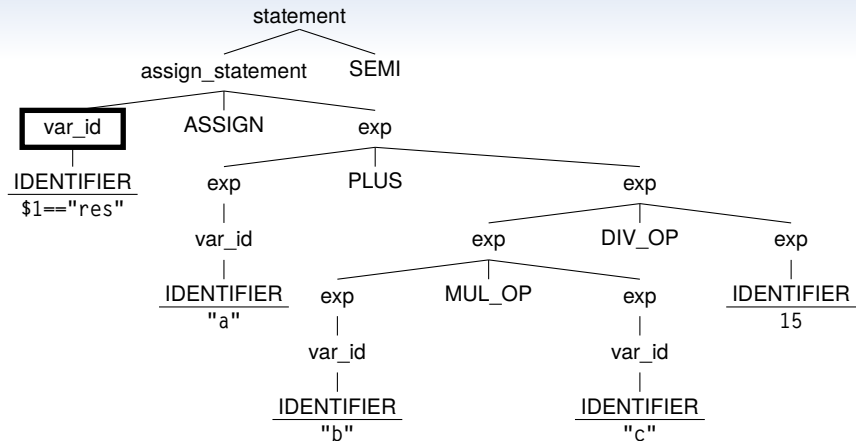 statement
assign_statement SEMI
var_id ASSIGN exp
IDENTIFIER exp PLUS exp
$1=="res"
var_id exp DIV_OP exp
IDENTIFIER exp MUL_OP exp IDENTIFIER
"a" 15
var_id var_id
IDENTIFIER IDENTIFIER
"b" "c"